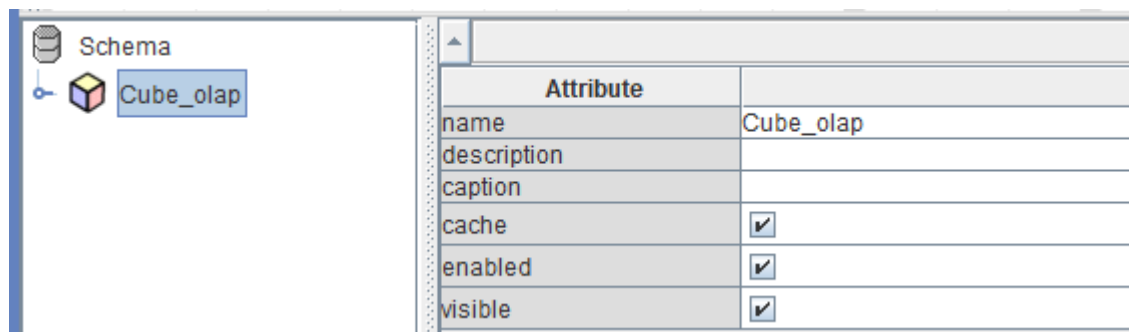 Schema
Cube_olap
Attribute
name Cube_olap
description
caption
cache
enabled
visible